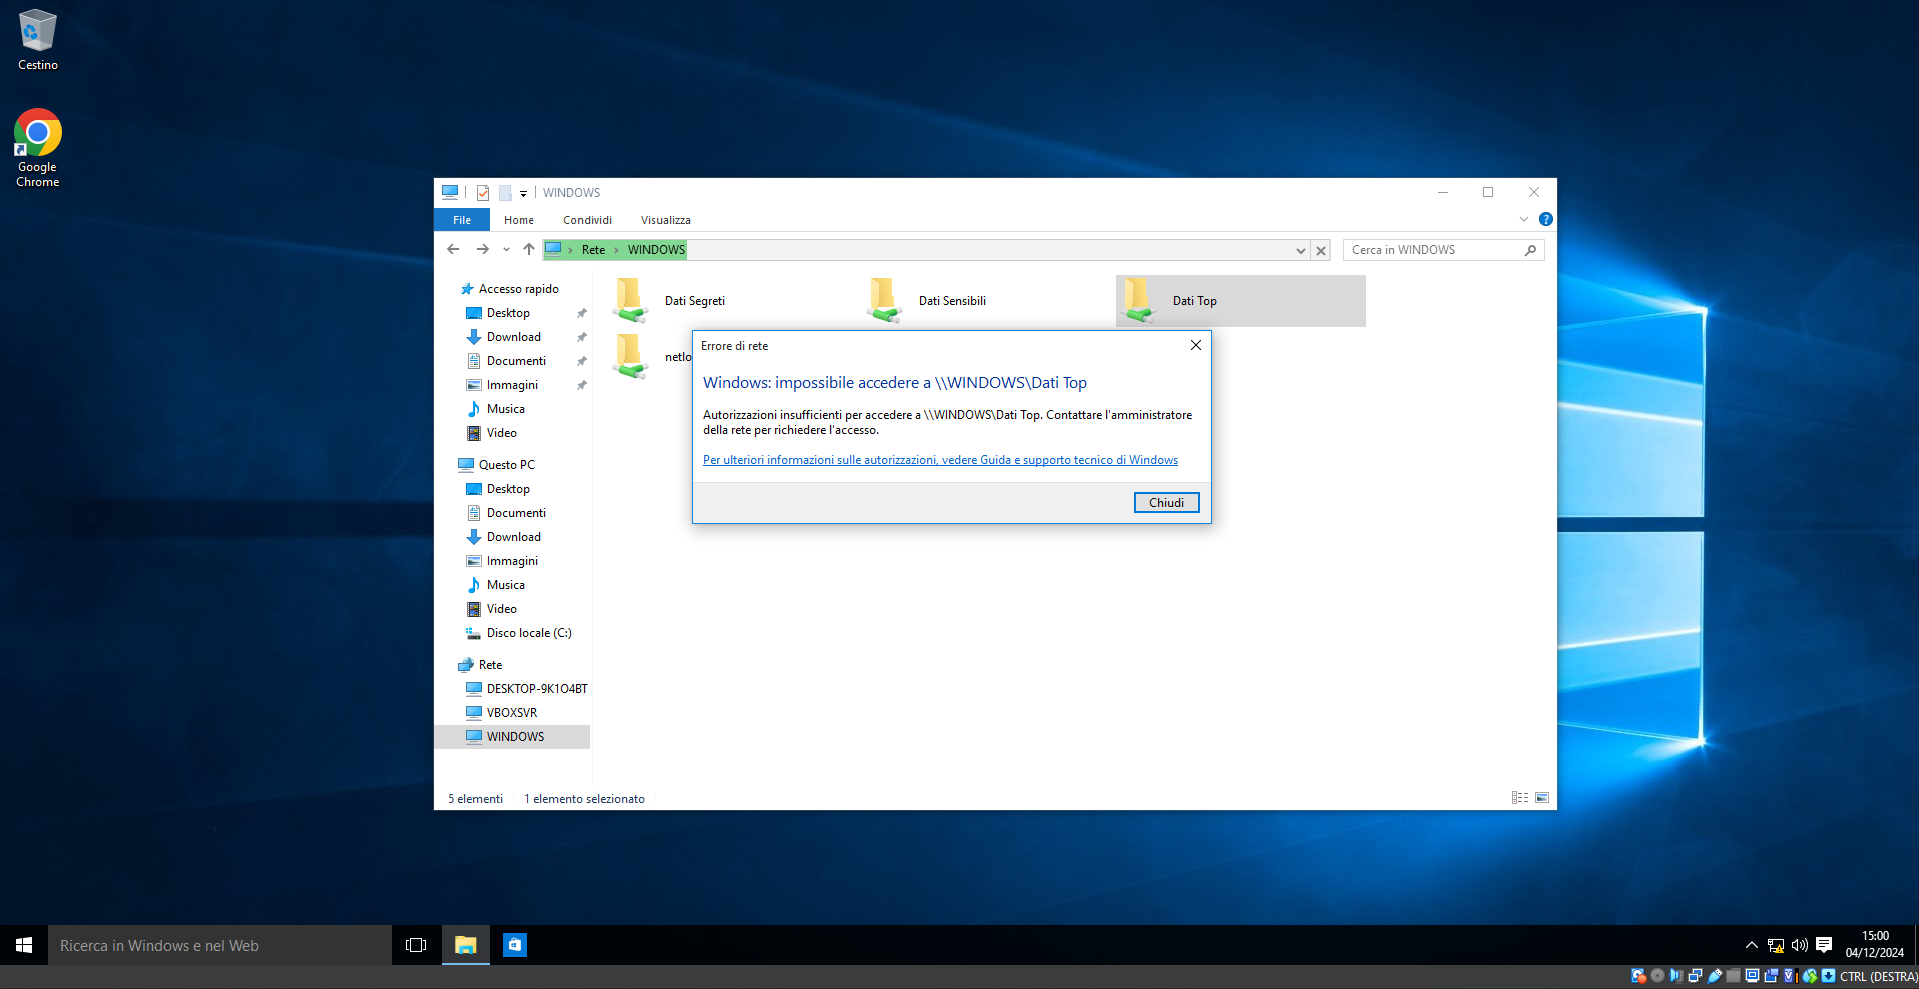 Cestino
Google
Chrome
WINDOWS
File
Home
Condividi
Visualizza
Rete
WINDOWS
Cerca in WINDOWS
Accesso rapido
Desktop
Download
Documenti
Immagini
Musica
Video
Questo PC
Desktop
Documenti
Download
Immagini
Musica
Video
Disco locale (C:)
Rete
DESKTOP-9K1O4BT
VBOXSVR
WINDOWS
Dati Segreti
Dati Sensibili
Dati Top
netlo
Errore di rete
Windows: impossibile accedere a \\WINDOWS\Dati Top
Autorizzazioni insufficienti per accedere a \\WINDOWS\Dati Top. Contattare l'amministratore
della rete per richiedere l'accesso.
Per ulteriori informazioni sulle autorizzazioni, vedere Guida e supporto tecnico di Windows
Chiudi
5 elementi
1 elemento selezionato
Ricerca in Windows e nel Web
15:00
04/12/2024
CTRL (DESTRA)